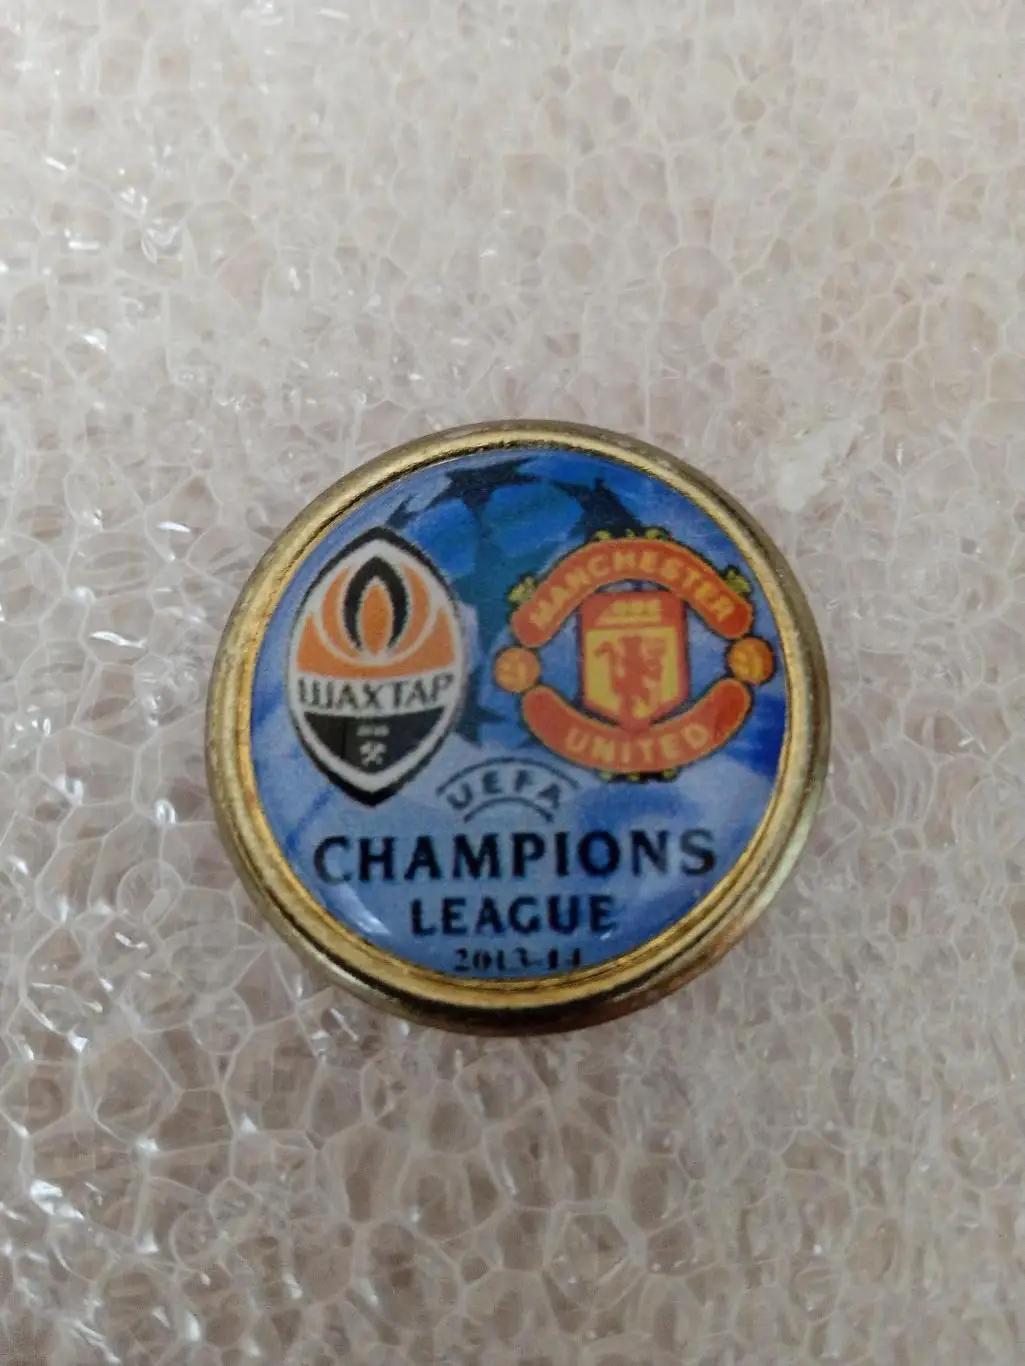 ШАХТАР
MANCHESTER
UNITED
UEFA
CHAMPIONS
LEAGUE
2013-14